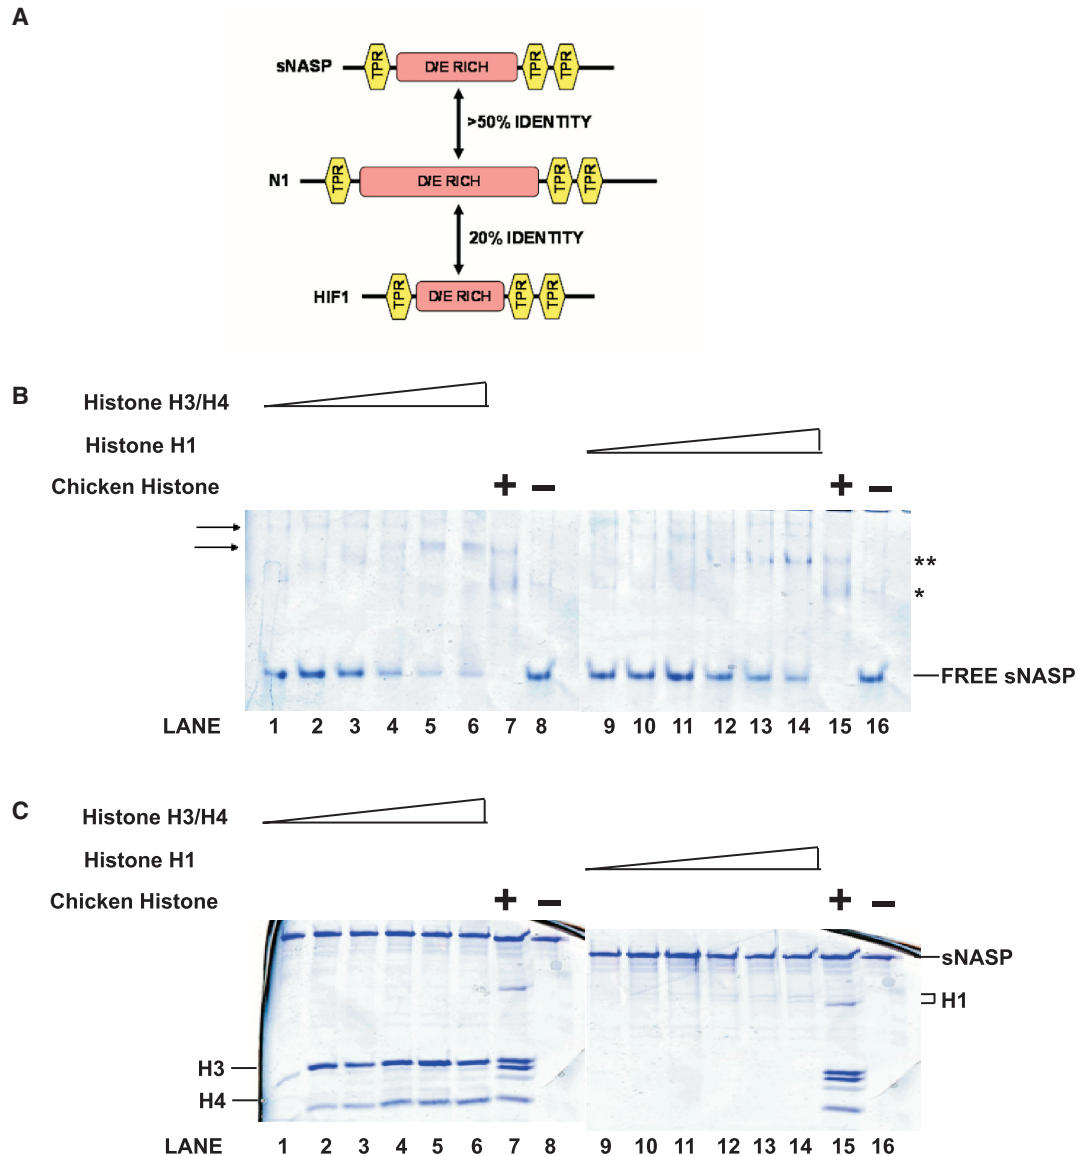 A
sNASP TPR D/E RICH TPR TPR
>50% IDENTITY
N1 TPR D/E RICH TPR TPR
20% IDENTITY
HIF1 TPR D/E RICH TPR TPR
B
Histone H3/H4
Histone H1
Chicken Histone + − + −
**
*
FREE sNASP
LANE 1 2 3 4 5 6 7 8 9 10 11 12 13 14 15 16
C
Histone H3/H4
Histone H1
Chicken Histone + − + −
sNASP
H1
H3
H4
LANE 1 2 3 4 5 6 7 8 9 10 11 12 13 14 15 16